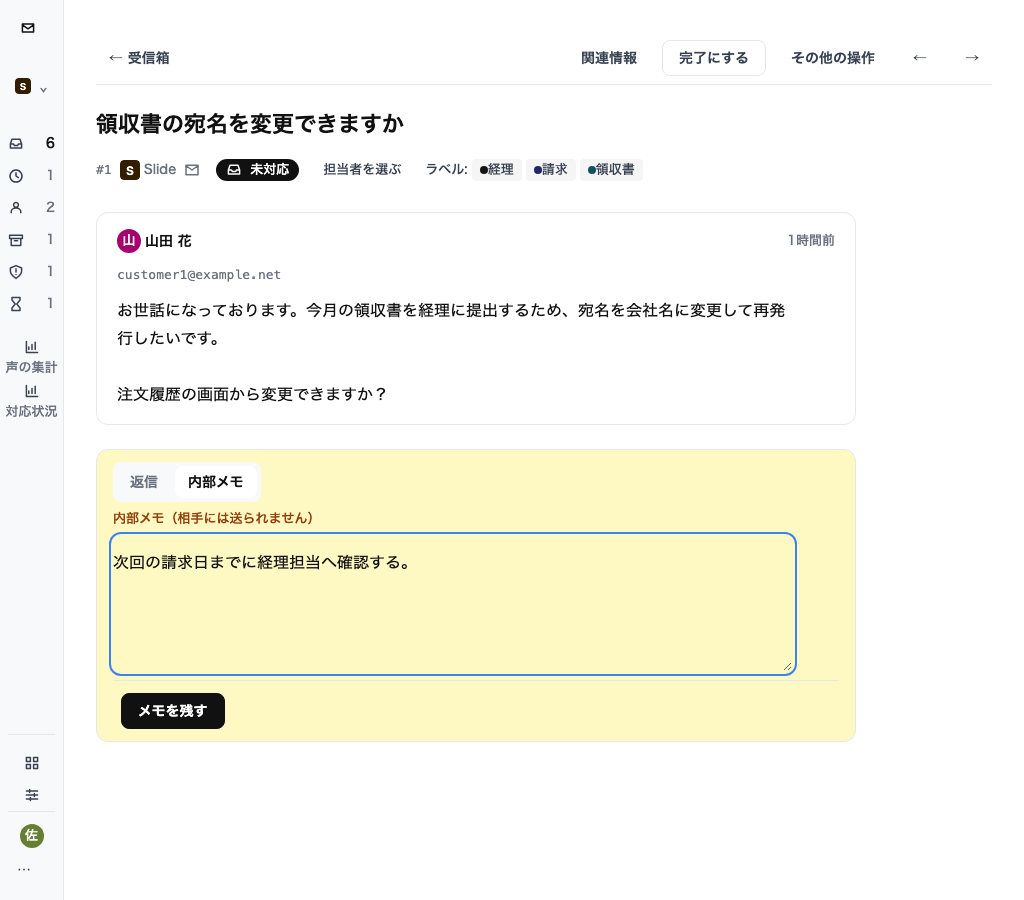 S
6
1
2
1
1
1
声の集計
対応状況
佐
…
← 受信箱
関連情報
完了にする
その他の操作
←
→
領収書の宛名を変更できますか
#1 S Slide 未対応 担当者を選ぶ ラベル: 経理 請求 領収書
山 山田 花
1時間前
customer1@example.net
お世話になっております。今月の領収書を経理に提出するため、宛名を会社名に変更して再発
行したいです。
注文履歴の画面から変更できますか？
返信 内部メモ
内部メモ（相手には送られません）
次回の請求日までに経理担当へ確認する。
メモを残す